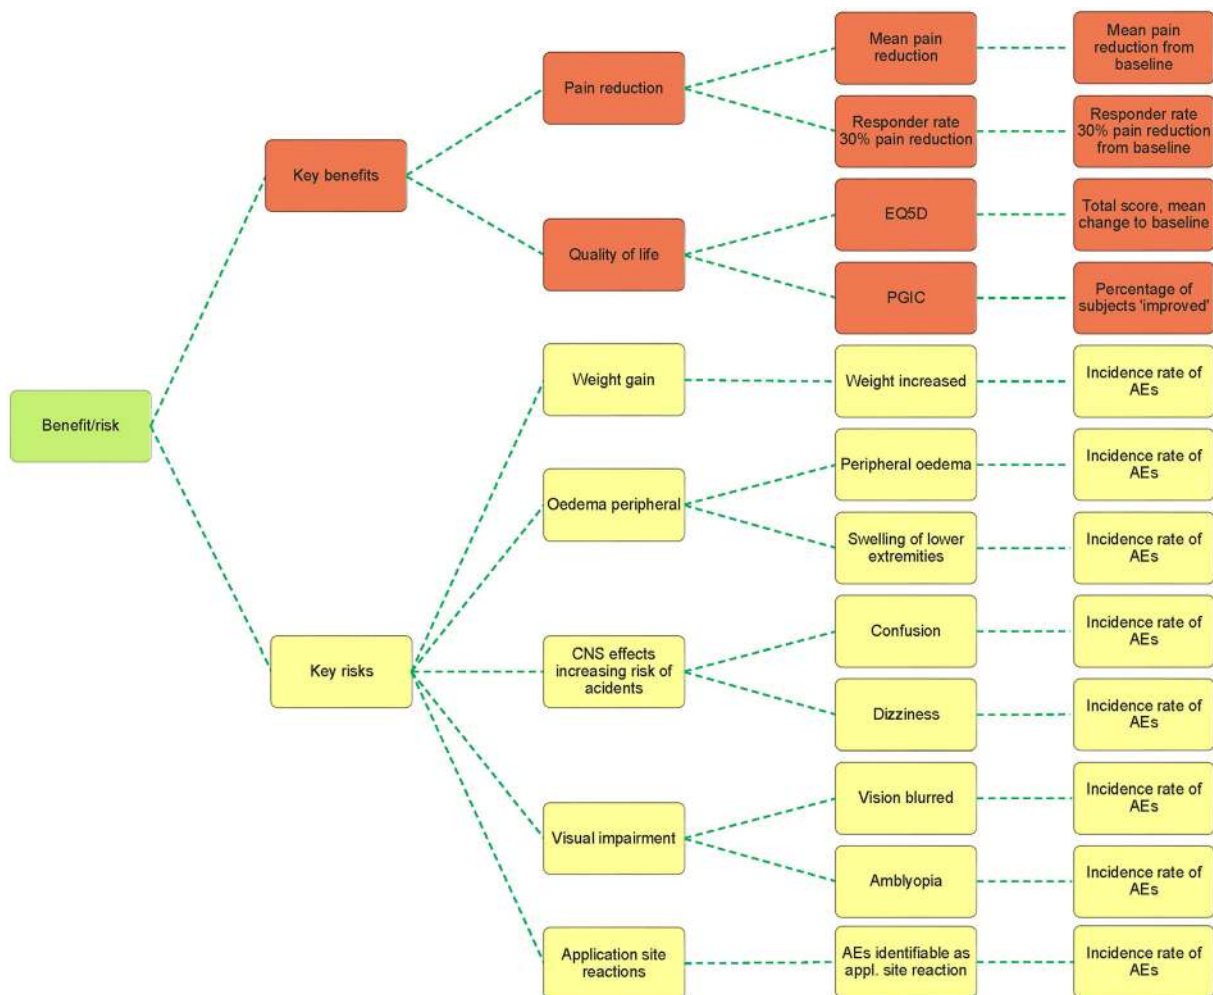 Mean pain
reduction
Mean pain
reduction from
baseline
Pain reduction
Responder rate
30% pain reduction
Responder rate
30% pain reduction
from baseline
Key benefits
EQ5D
Total score, mean
change to baseline
Quality of life
PGIC
Percentage of
subjects 'improved'
Weight gain
Weight increased
Incidence rate of
AEs
Benefit/risk
Peripheral oedema
Incidence rate of
AEs
Oedema peripheral
Swelling of lower
extremities
Incidence rate of
AEs
Confusion
Incidence rate of
AEs
Key risks
CNS effects
increasing risk of
acidents
Dizziness
Incidence rate of
AEs
Vision blurred
Incidence rate of
AEs
Visual impairment
Amblyopia
Incidence rate of
AEs
Application site
reactions
AEs identifiable as
appl. site reaction
Incidence rate of
AEs